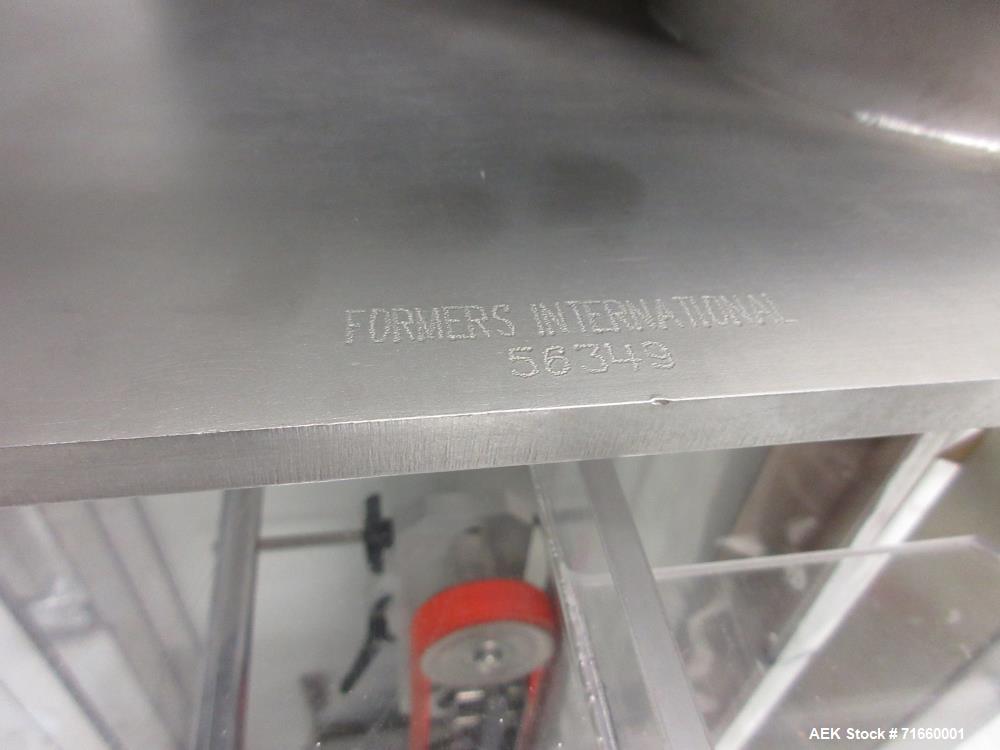 FORMERS INTERNATIONAL
56349
AEK Stock # 71660001